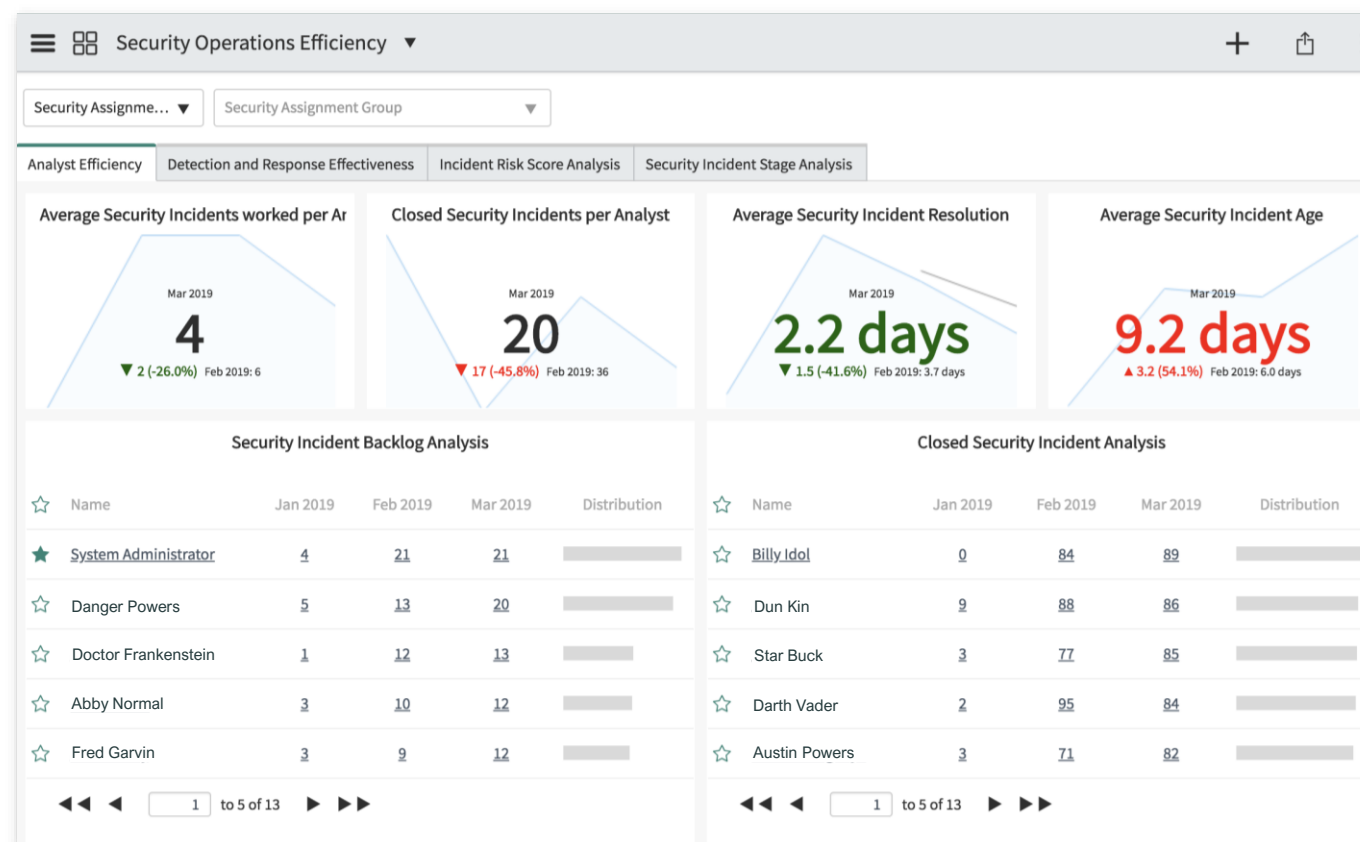 Security Operations Efficiency ▼
Security Assignme... ▼ Security Assignment Group ▼
Analyst Efficiency Detection and Response Effectiveness Incident Risk Score Analysis Security Incident Stage Analysis
Average Security Incidents worked per Ar
Mar 2019
4
▼ 2 (-26.0%) Feb 2019: 6
Closed Security Incidents per Analyst
Mar 2019
20
▼ 17 (-45.8%) Feb 2019: 36
Average Security Incident Resolution
Mar 2019
2.2 days
▼ 1.5 (-41.6%) Feb 2019: 3.7 days
Average Security Incident Age
Mar 2019
9.2 days
▲ 3.2 (54.1%) Feb 2019: 6.0 days
Security Incident Backlog Analysis
Name Jan 2019 Feb 2019 Mar 2019 Distribution
System Administrator 4 21 21
Danger Powers 5 13 20
Doctor Frankenstein 1 12 13
Abby Normal 3 10 12
Fred Garvin 3 9 12
1 to 5 of 13
Closed Security Incident Analysis
Name Jan 2019 Feb 2019 Mar 2019 Distribution
Billy Idol 0 84 89
Dun Kin 9 88 86
Star Buck 3 77 85
Darth Vader 2 95 84
Austin Powers 3 71 82
1 to 5 of 13